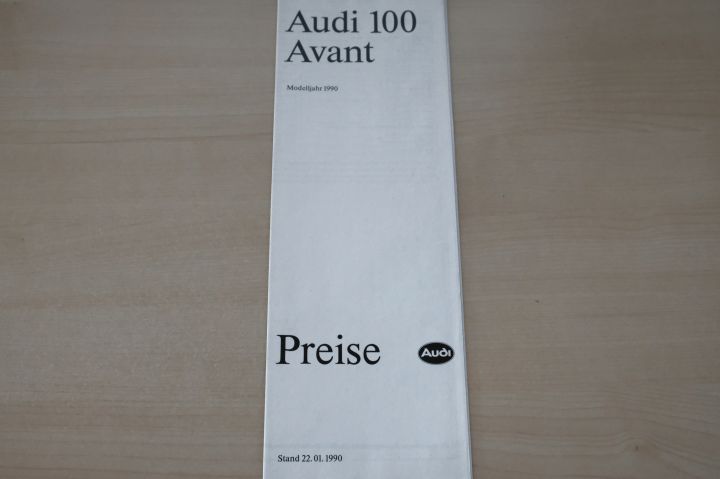 Audi 100
Avant
Modelljahr 1990
Preise
Audi
Stand 22.01.1990